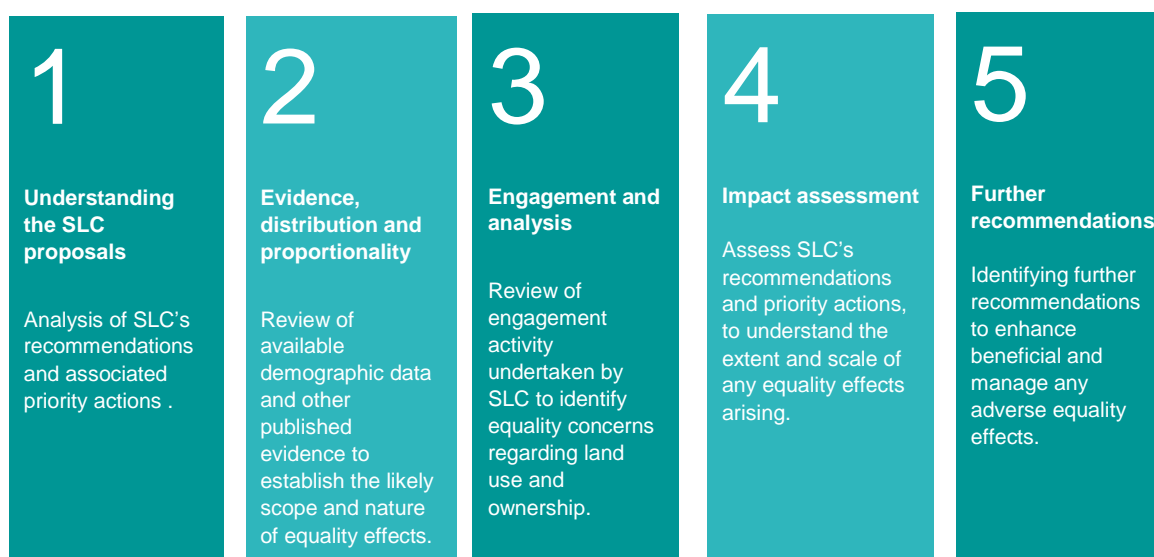 1
Understanding
the SLC
proposals
Analysis of SLC’s
recommendations
and associated
priority actions .
2
Evidence,
distribution and
proportionality
Review of
available
demographic data
and other
published
evidence to
establish the likely
scope and nature
of equality effects.
3
Engagement and
analysis
Review of
engagement
activity
undertaken by
SLC to identify
equality concerns
regarding land
use and
ownership.
4
Impact assessment
Assess SLC’s
recommendations
and priority actions,
to understand the
extent and scale of
any equality effects
arising.
5
Further
recommendations
Identifying further
recommendations
to enhance
beneficial and
manage any
adverse equality
effects.